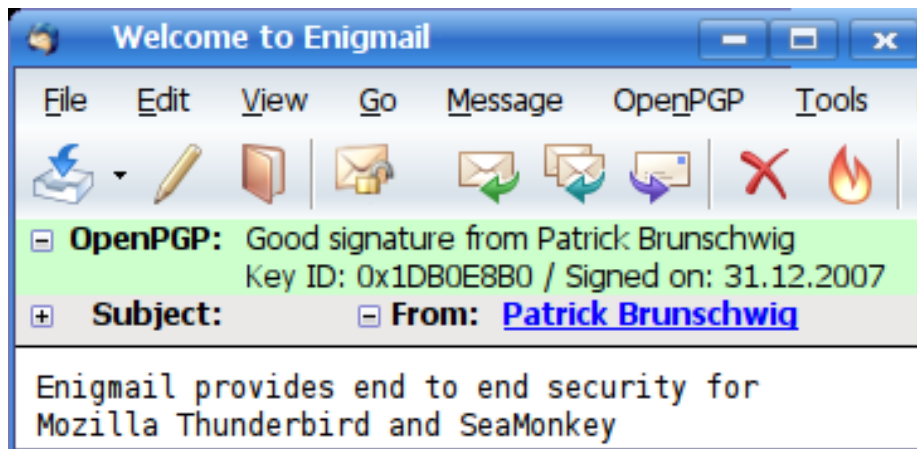 Welcome to Enigmail
File Edit View Go Message OpenPGP Tools
OpenPGP: Good signature from Patrick Brunschwig
Key ID: 0x1DB0E8B0 / Signed on: 31.12.2007
Subject: From: Patrick Brunschwig
Enigmail provides end to end security for
Mozilla Thunderbird and SeaMonkey